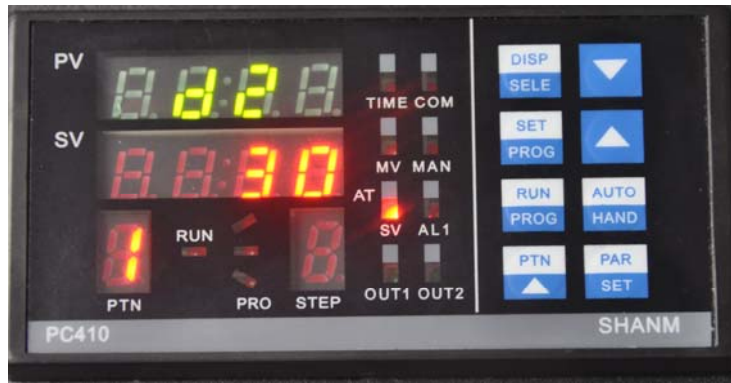 PV
d2
SV
30
1
RUN
PTN
PRO
STEP
TIME COM
MV MAN
AT
SV AL1
OUT1 OUT2
DISP
SELE
SET
PROG
RUN
PROG
AUTO
HAND
PTN
PAR
SET
PC410
SHANM